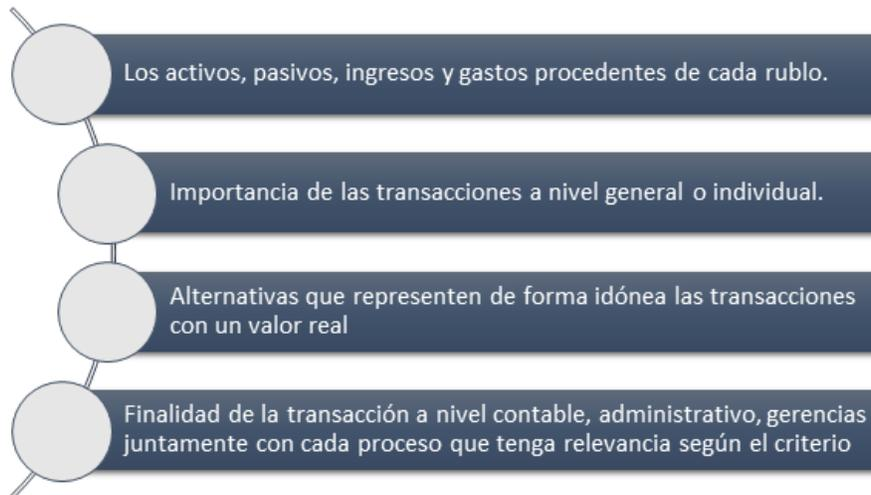 Los activos, pasivos, ingresos y gastos procedentes de cada rublo.
Importancia de las transacciones a nivel general o individual.
Alternativas que representen de forma idónea las transacciones
con un valor real
Finalidad de la transacción a nivel contable, administrativo, gerencias
juntamente con cada proceso que tenga relevancia según el criterio